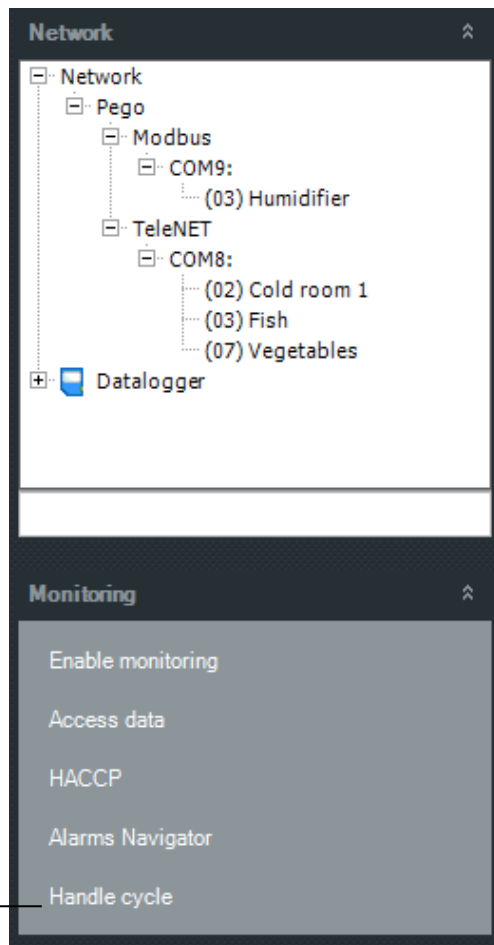 Network
Network
Pego
Modbus
COM9:
(03) Humidifier
TeleNET
COM8:
(02) Cold room 1
(03) Fish
(07) Vegetables
Datalogger
Monitoring
Enable monitoring
Access data
HACCP
Alarms Navigator
Handle cycle